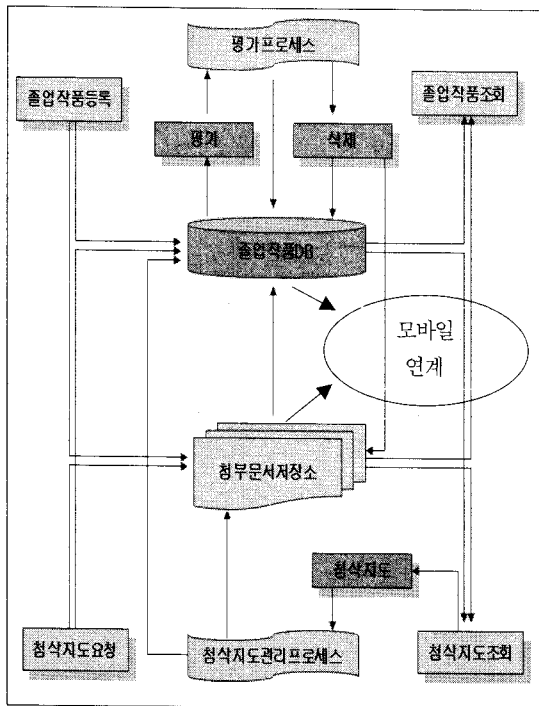 평가프로세스
졸업작품등록
졸업작품조회
평가
삭제
졸업작품DB
모바일
연계
첨부문서저장소
첨삭지도
첨삭지도요청
첨삭지도관리프로세스
첨삭지도조회